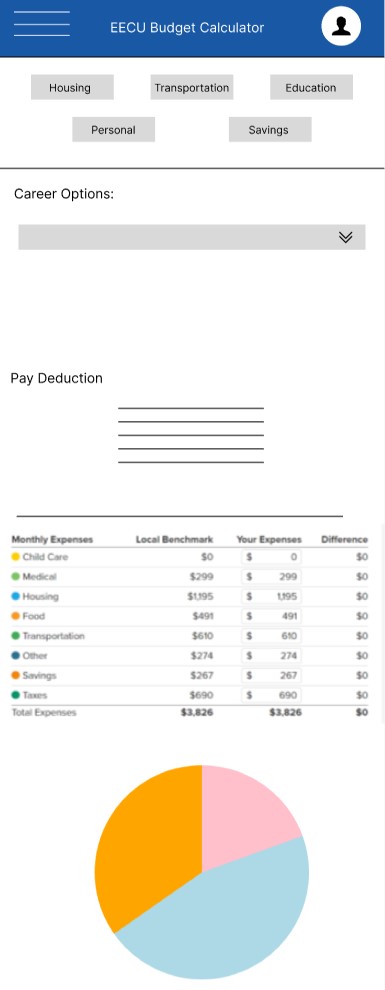 EECU Budget Calculator
Housing Transportation Education
Personal Savings
Career Options:
Pay Deduction
Monthly Expenses Local Benchmark Your Expenses Difference
Child Care $0 $ 0 $0
Medical $299 $ 299 $0
Housing $1,195 $ 1,195 $0
Food $491 $ 491 $0
Transportation $610 $ 610 $0
Other $274 $ 274 $0
Savings $267 $ 267 $0
Taxes $690 $ 690 $0
Total Expenses $3,826 $3,826 $0